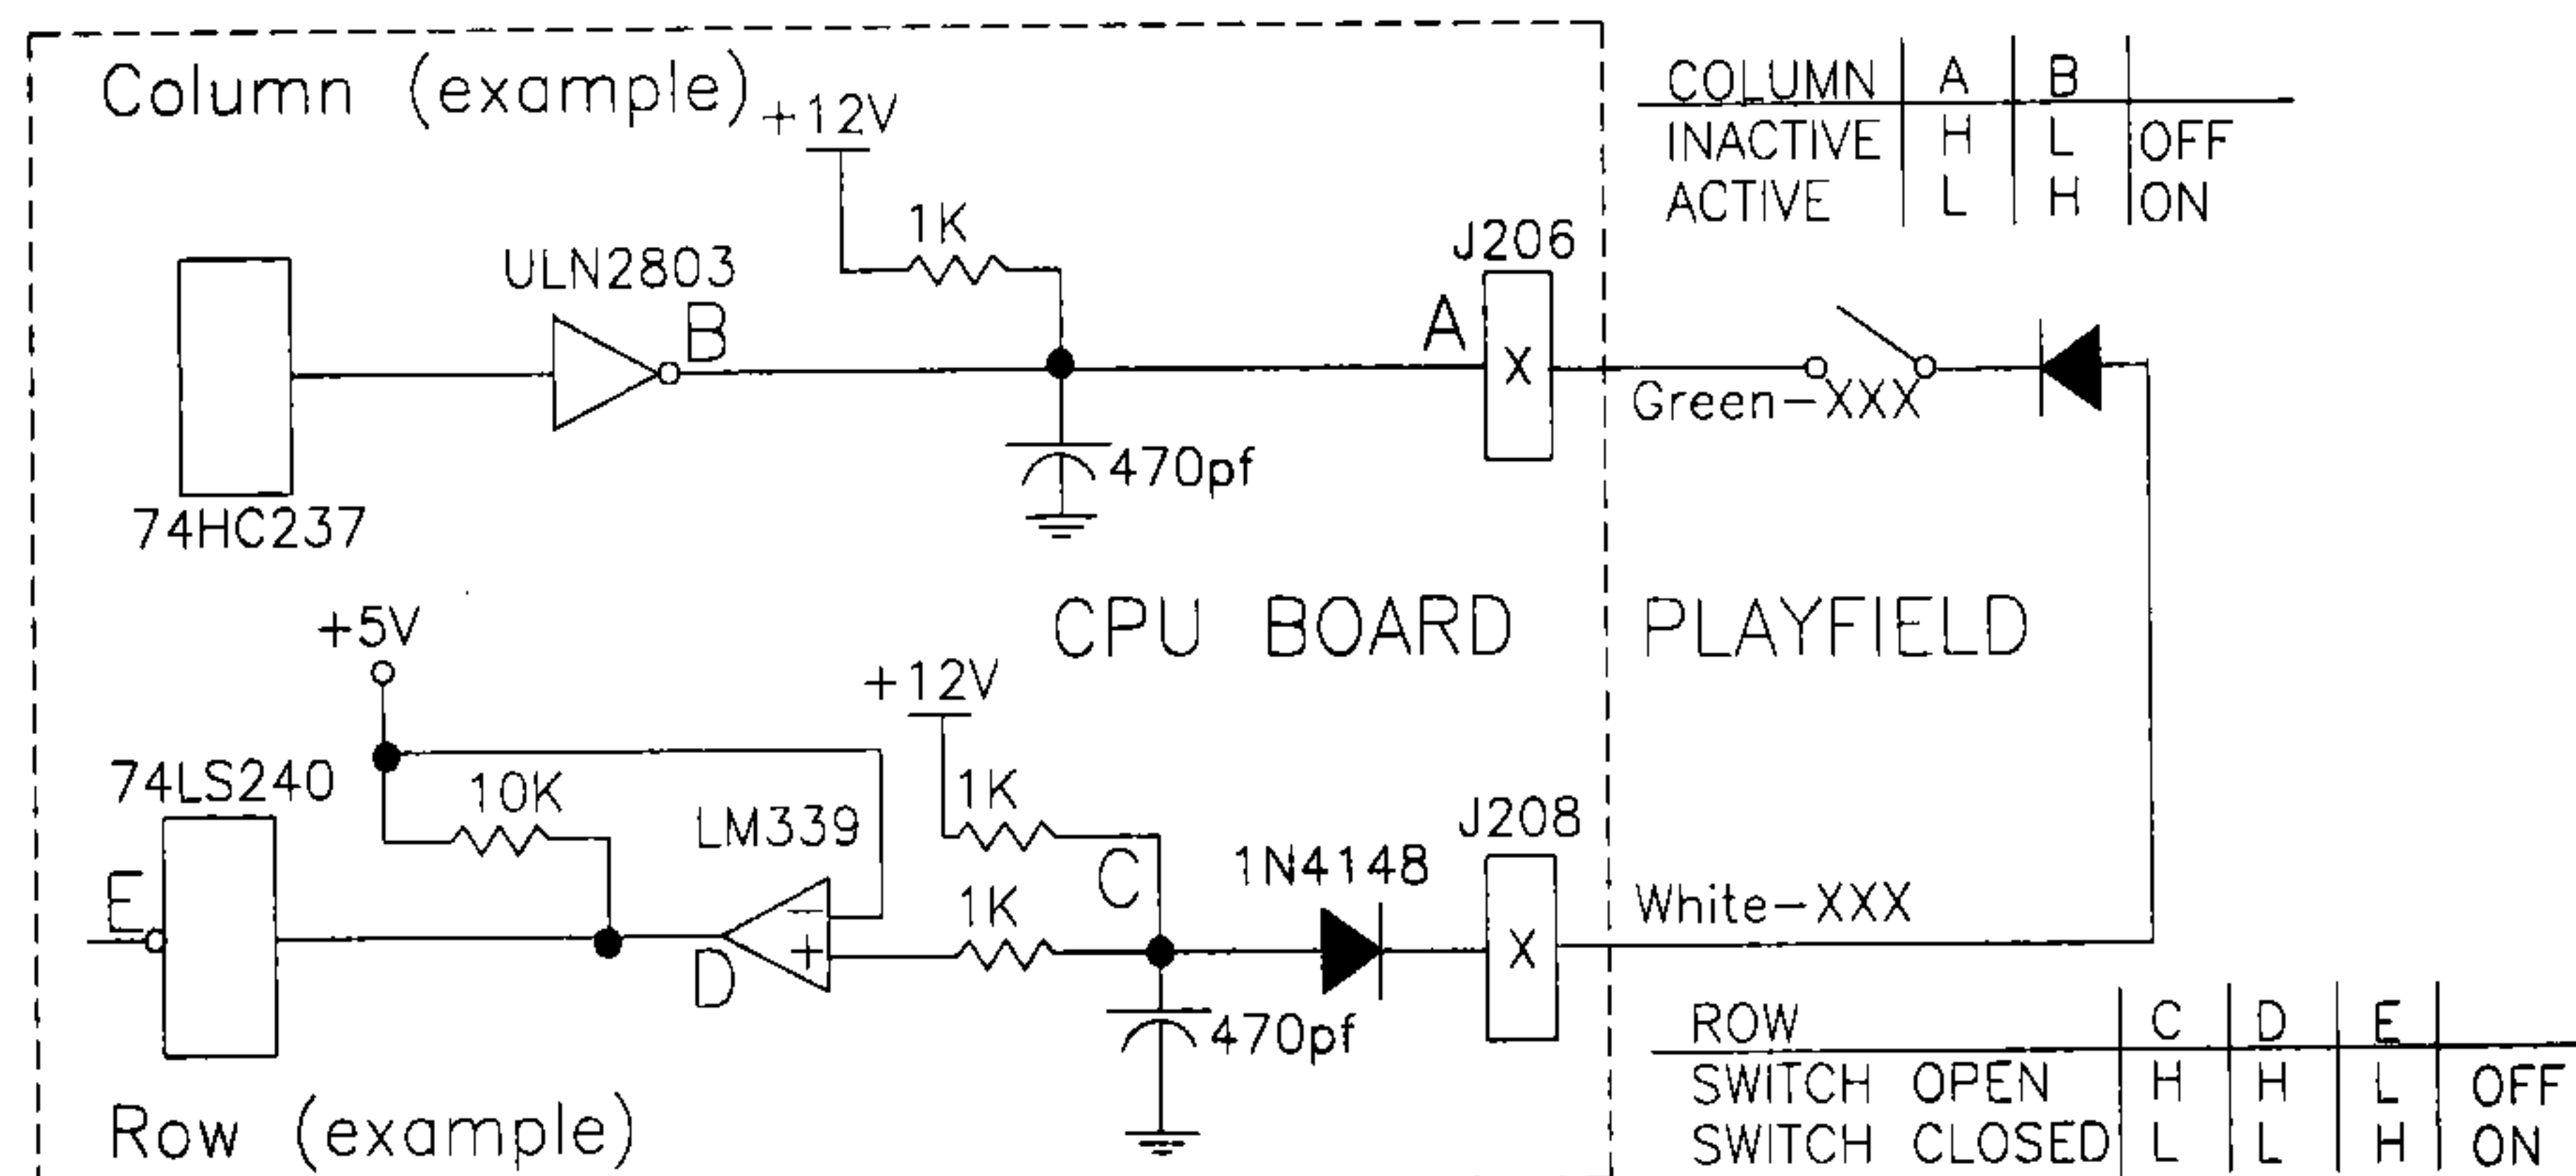 Column (example)
+12V
1K
ULN2803
B
A
J206
X
74HC237
470pf
COLUMN A B
INACTIVE H L OFF
ACTIVE L H ON
Green-XXX
CPU BOARD
PLAYFIELD
+5V
+12V
74LS240
10K
LM339
1K
C
1K
1N4148
J208
X
White-XXX
E
−
+
D
470pf
Row (example)
ROW C D E
SWITCH OPEN H H L OFF
SWITCH CLOSED L L H ON